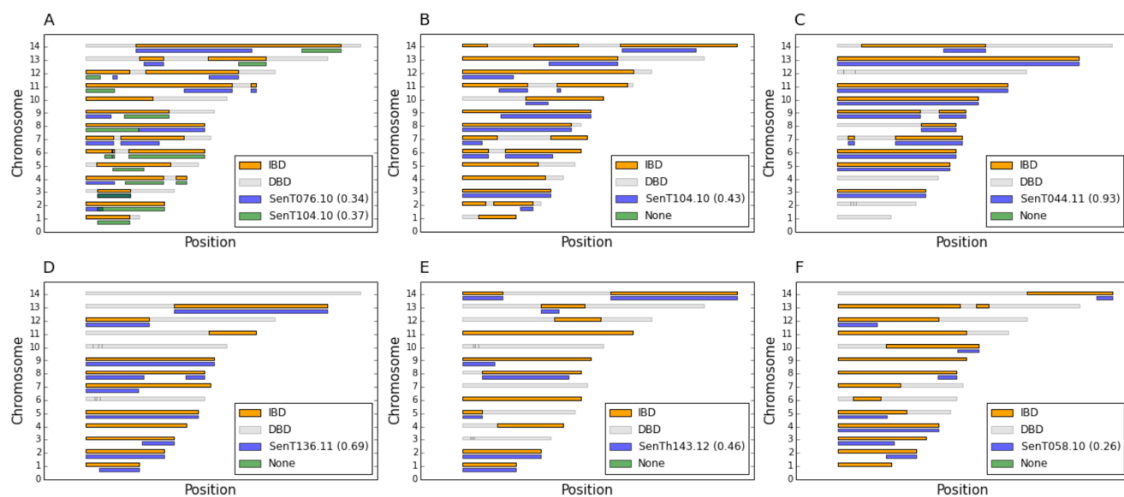 A
Chromosome
14
13
12
11
10
9
8
7
6
5
4
3
2
1
0
IBD
DBD
SenT076.10 (0.34)
SenT104.10 (0.37)
Position
B
Chromosome
14
13
12
11
10
9
8
7
6
5
4
3
2
1
0
IBD
DBD
SenT104.10 (0.43)
None
Position
C
Chromosome
14
13
12
11
10
9
8
7
6
5
4
3
2
1
0
IBD
DBD
SenT044.11 (0.93)
None
Position
D
Chromosome
14
13
12
11
10
9
8
7
6
5
4
3
2
1
0
IBD
DBD
SenT136.11 (0.69)
None
Position
E
Chromosome
14
13
12
11
10
9
8
7
6
5
4
3
2
1
0
IBD
DBD
SenTh143.12 (0.46)
None
Position
F
Chromosome
14
13
12
11
10
9
8
7
6
5
4
3
2
1
0
IBD
DBD
SenT058.10 (0.26)
None
Position